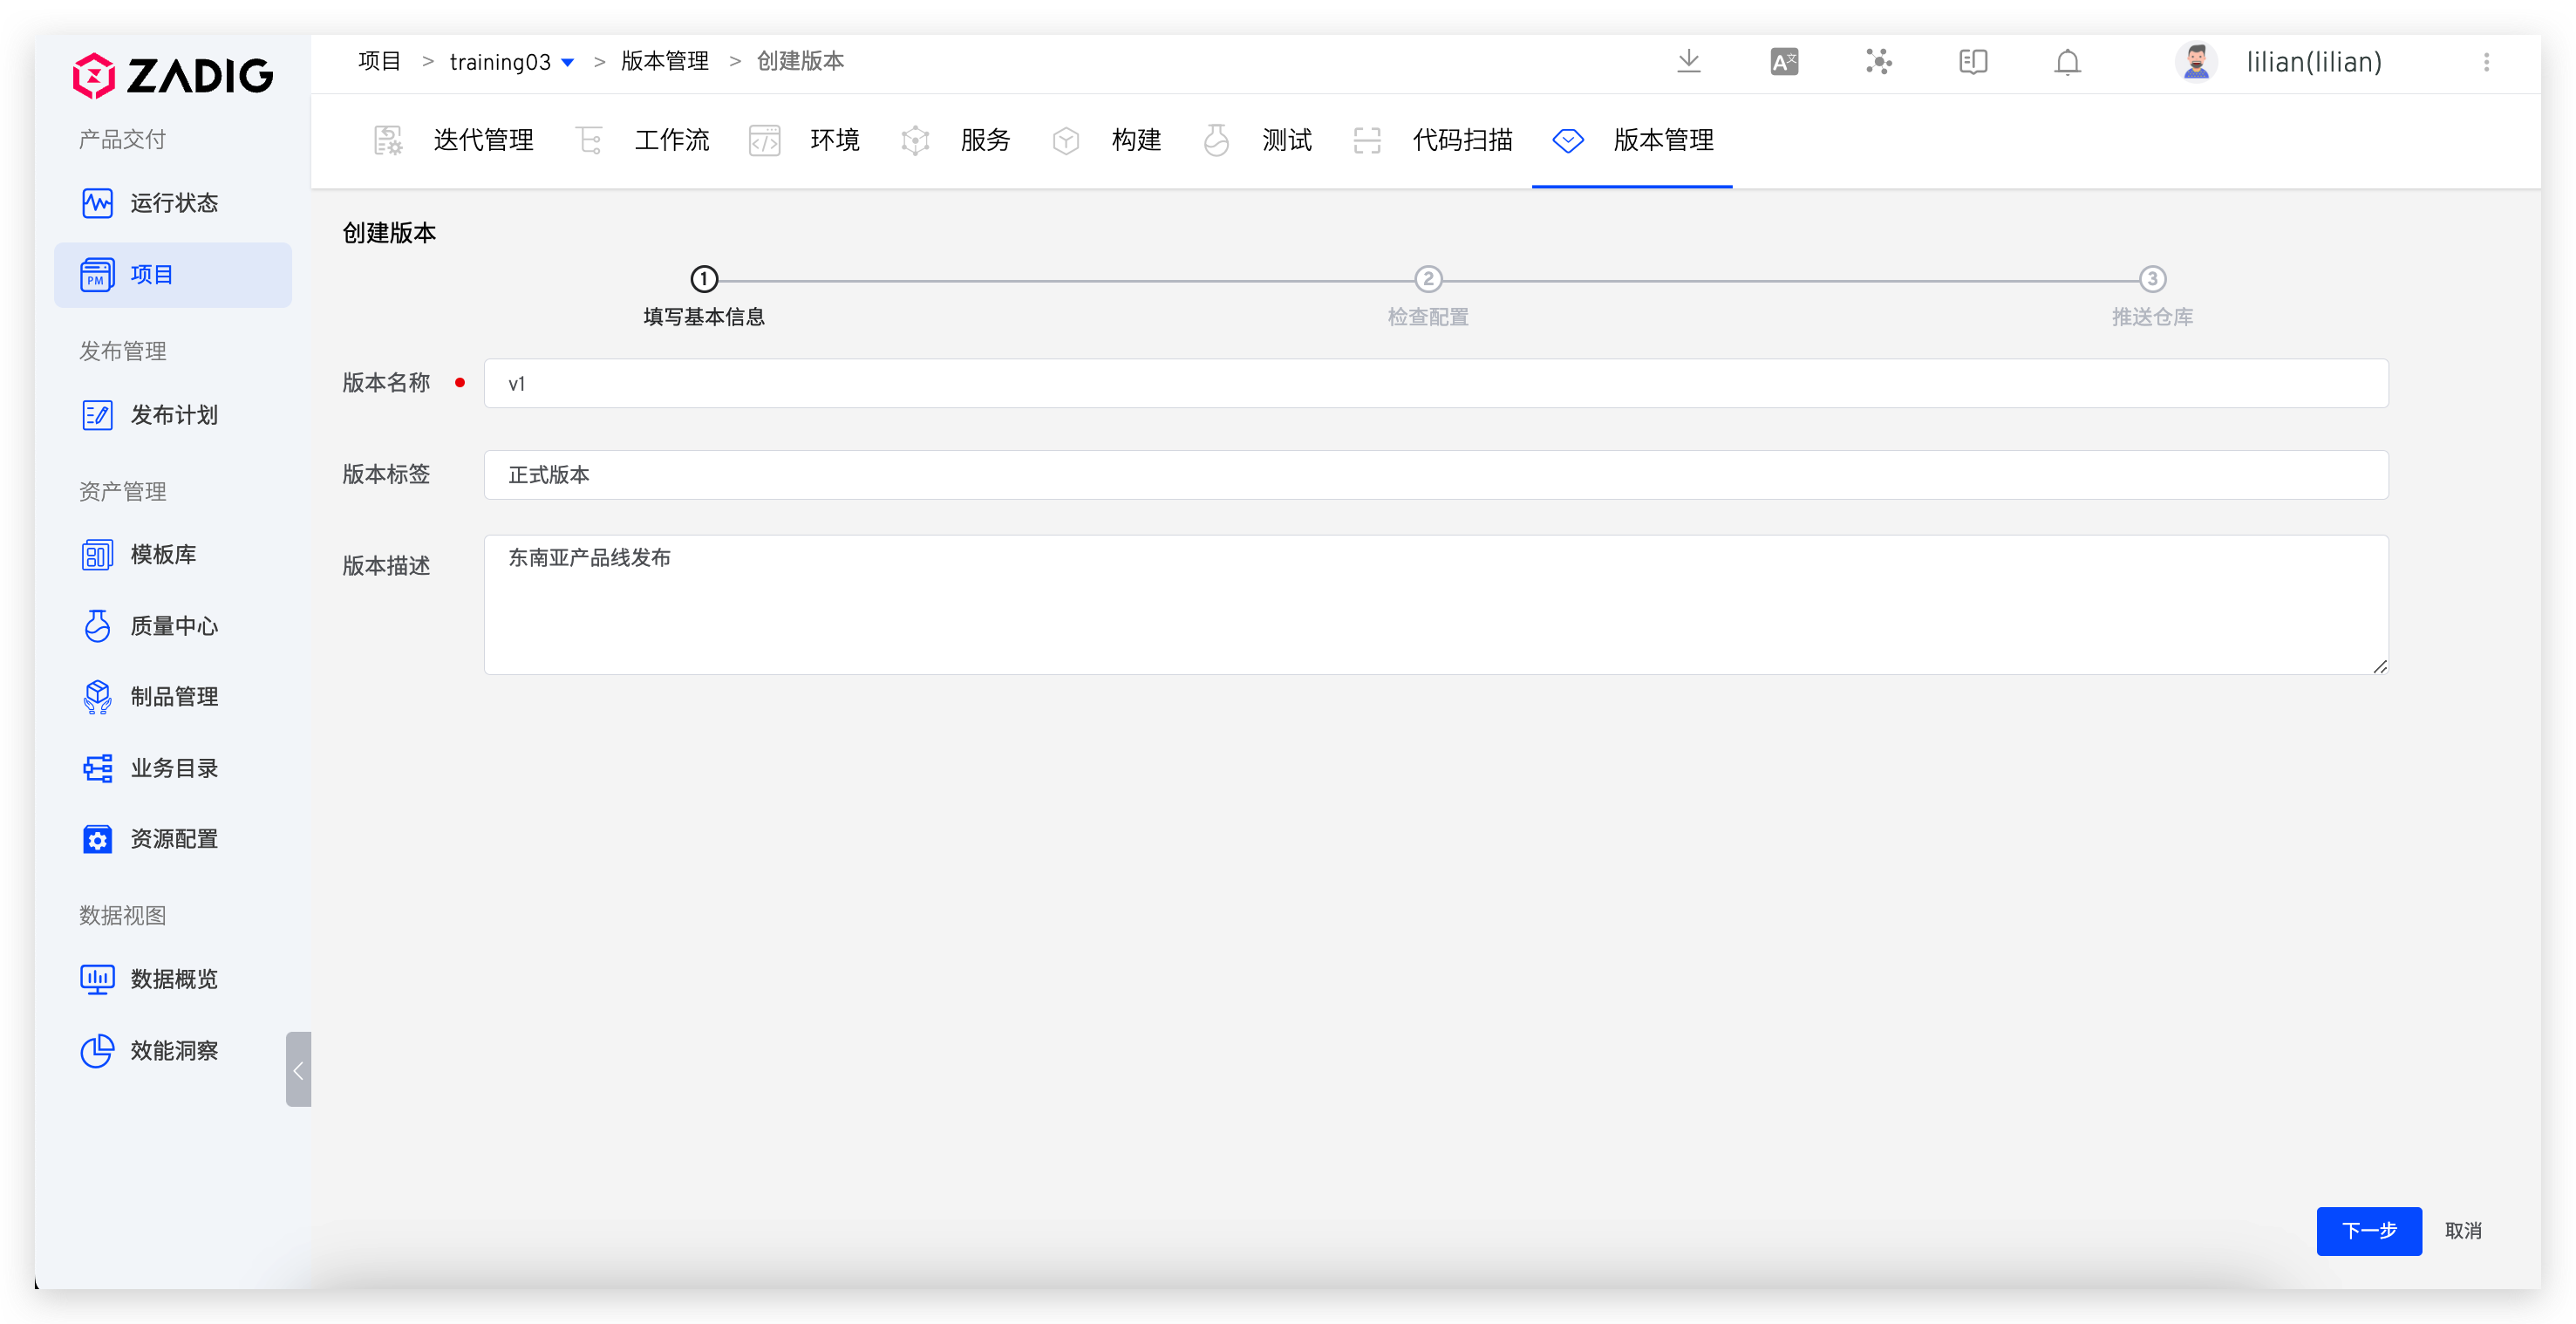 ZADIG
项目 > training03 > 版本管理 > 创建版本
A文
lilian(lilian)
产品交付
运行状态
PM
项目
发布管理
发布计划
资产管理
模板库
质量中心
制品管理
业务目录
资源配置
数据视图
数据概览
效能洞察
迭代管理 工作流 环境 服务 构建 测试 代码扫描 版本管理
创建版本
1 2 3
填写基本信息 检查配置 推送仓库
版本名称 v1
版本标签 正式版本
版本描述 东南亚产品线发布
下一步 取消